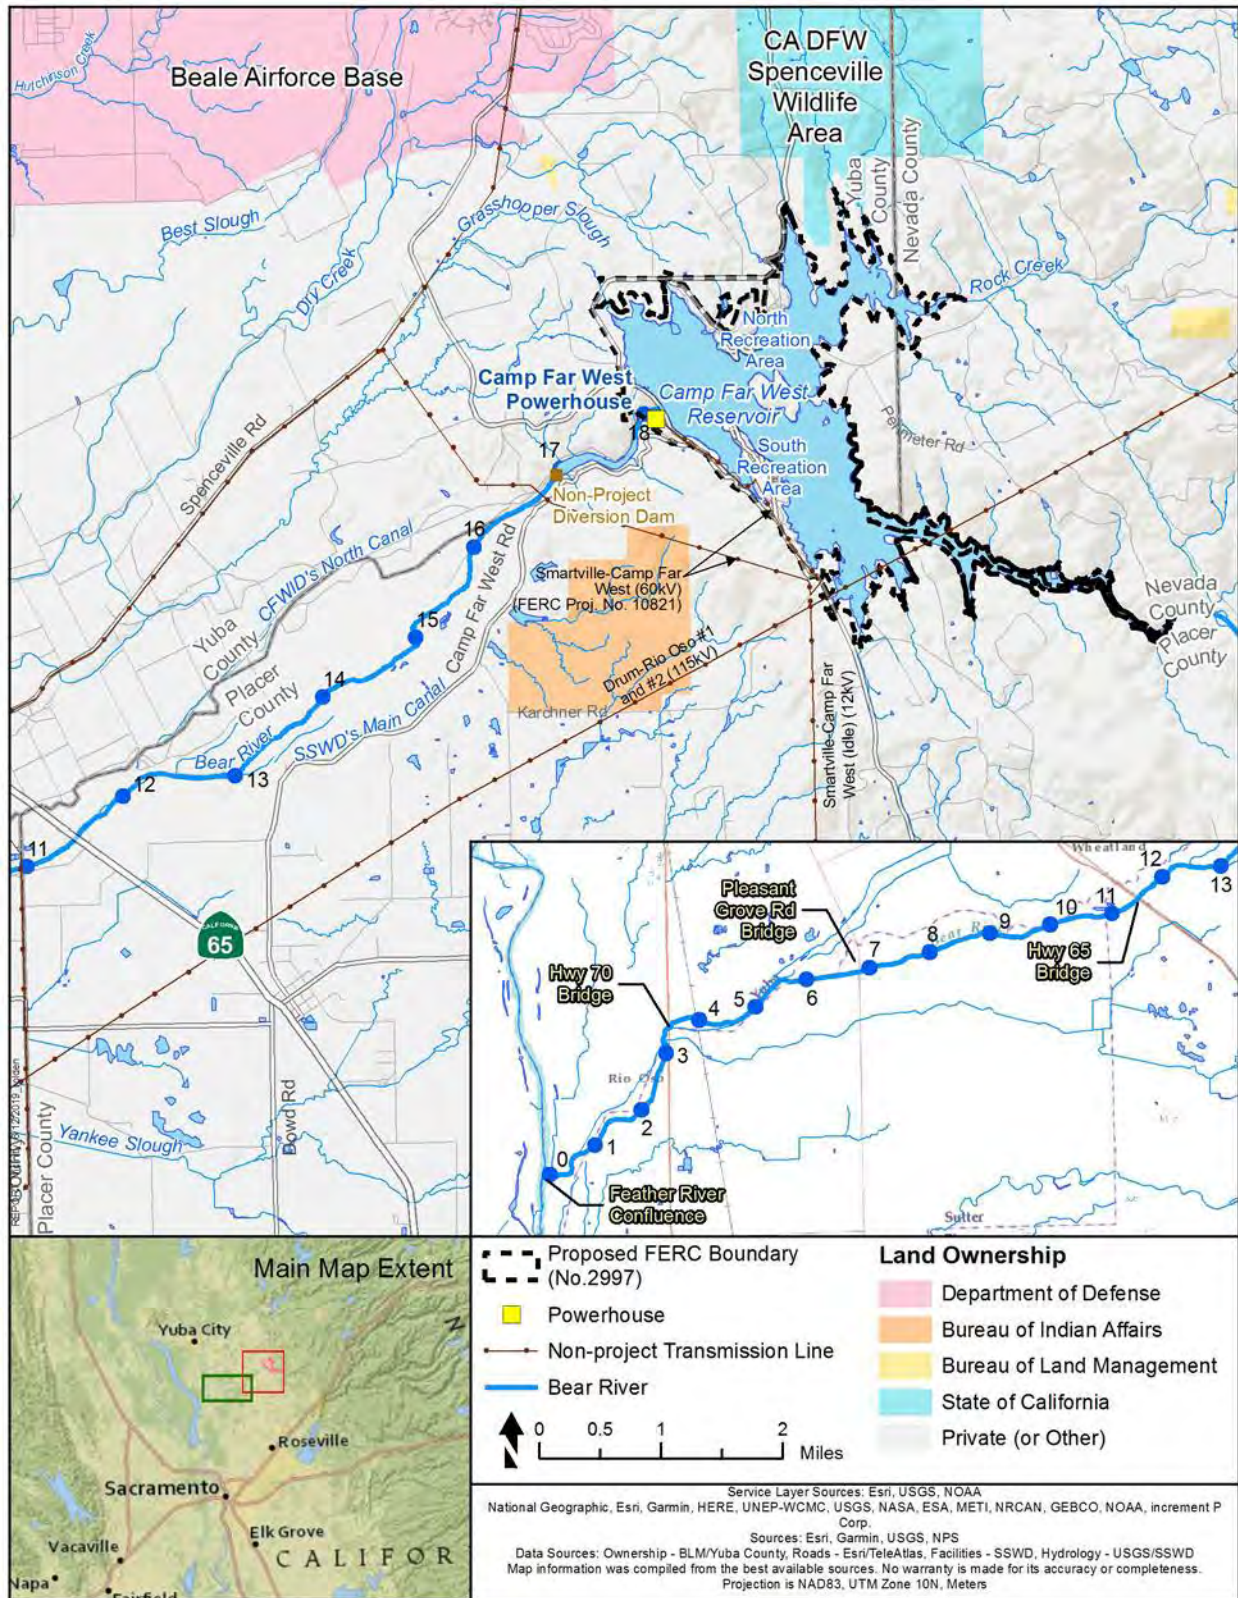 Beale Airforce Base
Hutchinson Creek
CA DFW
Spenceville
Wildlife
Area
Yuba
County
Nevada County
Best Slough
Dry Creek
Grasshopper Slough
Rock Creek
North
Recreation
Area
Camp Far West
Powerhouse
Camp Far West
Reservoir
18
South
Recreation
Area
Perimeter Rd
Spenceville Rd
17
Non-Project
Diversion Dam
16
CFWID's North Canal
Camp Far West Rd
Smartville-Camp Far
West (60kV)
(FERC Proj. No. 10821)
Nevada
County
Placer
County
Yuba
County
Placer
County
15
14
Drum-Rio Oso #1
and #2 (115kV)
Karchner Rd
SSWD's Main Canal
Bear River
Smartville-Camp Far
West (Idle) (12kV)
13
12
11
CALIFORNIA
65
Dowd Rd
Yankee Slough
Placer County
Wheatland
12
13
Pleasant
Grove Rd
Bridge
11
10
9
8
7
Hwy 65
Bridge
Hwy 70
Bridge
6
5
4
3
Rio Oso
2
1
0
Feather River
Confluence
Sutter
Main Map Extent
Yuba City
Roseville
Sacramento
Elk Grove
Vacaville
CALIFOR
Napa
Fairfield
Proposed FERC Boundary
(No.2997)
Powerhouse
Non-project Transmission Line
Bear River
N
0 0.5 1 2
Miles
Land Ownership
Department of Defense
Bureau of Indian Affairs
Bureau of Land Management
State of California
Private (or Other)
Service Layer Sources: Esri, USGS, NOAA
National Geographic, Esri, Garmin, HERE, UNEP-WCMC, USGS, NASA, ESA, METI, NRCAN, GEBCO, NOAA, increment P
Corp.
Sources: Esri, Garmin, USGS, NPS
Data Sources: Ownership - BLM/Yuba County, Roads - Esri/TeleAtlas, Facilities - SSWD, Hydrology - USGS/SSWD
Map information was compiled from the best available sources. No warranty is made for its accuracy or completeness.
Projection is NAD83, UTM Zone 10N, Meters